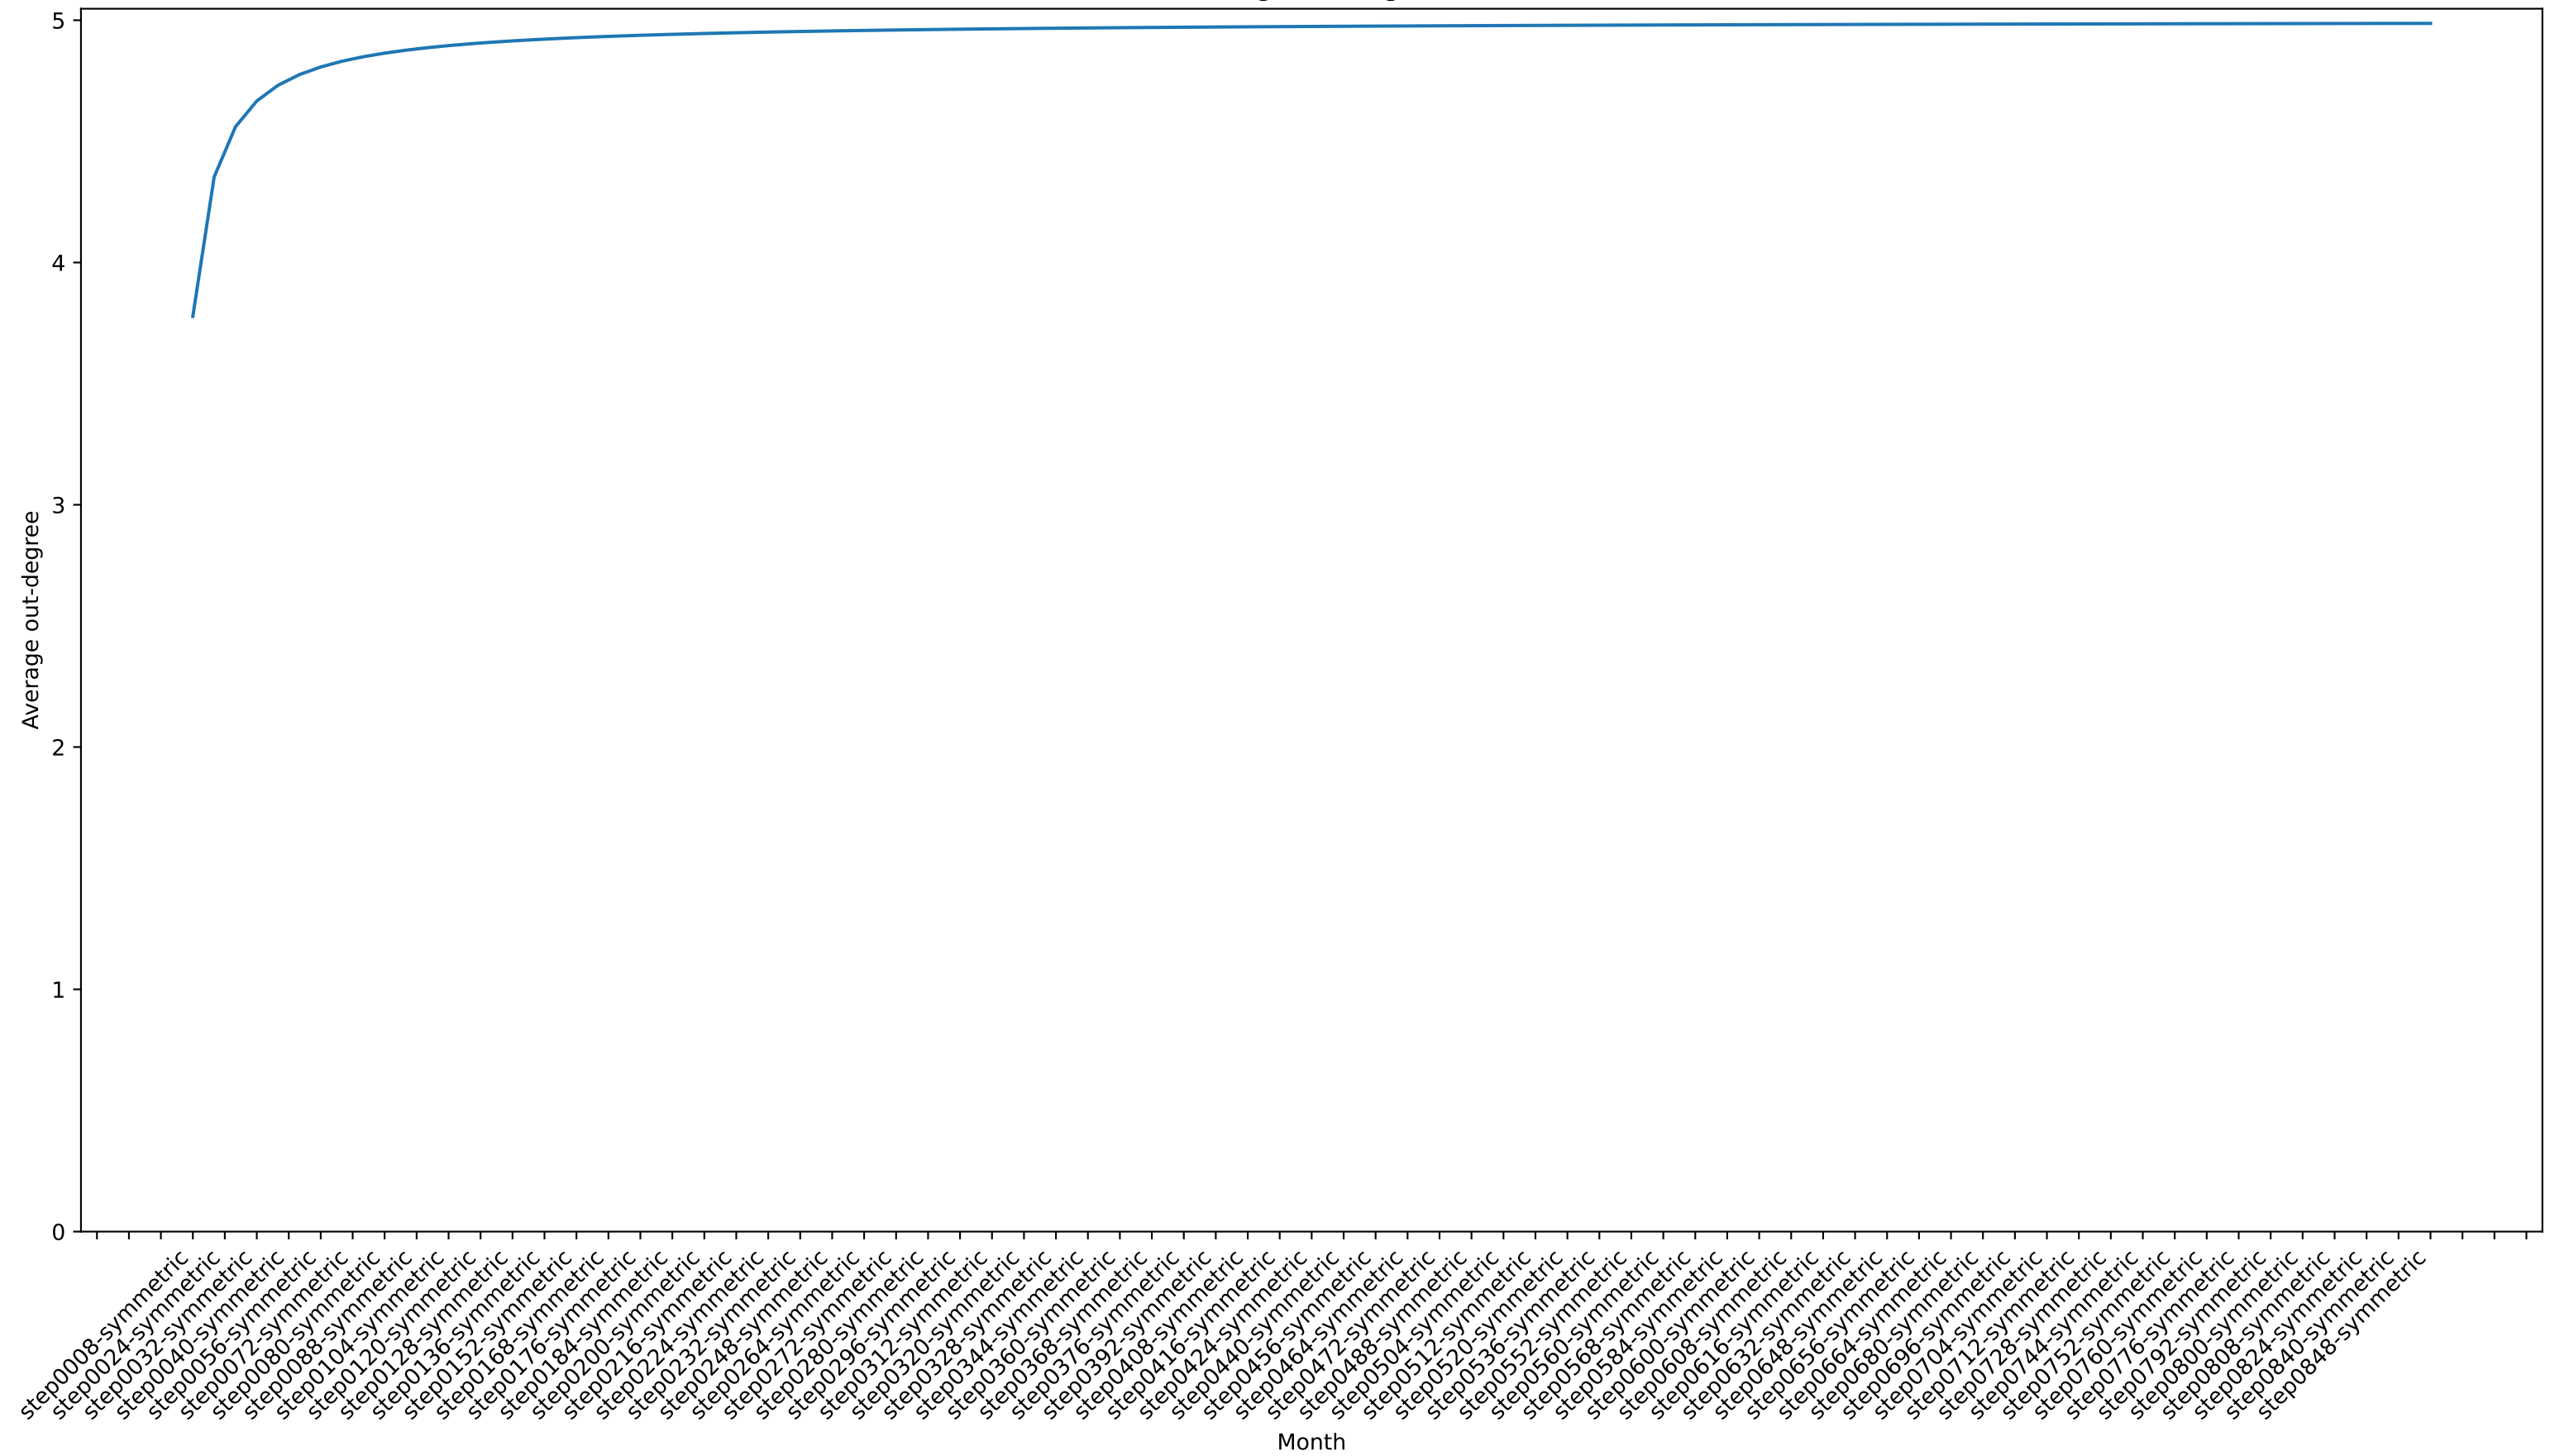 5
4
3
2
1
0
Average out-degree
step0008-symmetric
step0024-symmetric
step0032-symmetric
step0040-symmetric
step0056-symmetric
step0072-symmetric
step0080-symmetric
step0088-symmetric
step0104-symmetric
step0120-symmetric
step0128-symmetric
step0136-symmetric
step0152-symmetric
step0168-symmetric
step0176-symmetric
step0184-symmetric
step0200-symmetric
step0216-symmetric
step0224-symmetric
step0232-symmetric
step0248-symmetric
step0264-symmetric
step0272-symmetric
step0280-symmetric
step0296-symmetric
step0312-symmetric
step0320-symmetric
step0328-symmetric
step0344-symmetric
step0360-symmetric
step0368-symmetric
step0376-symmetric
step0392-symmetric
step0408-symmetric
step0416-symmetric
step0424-symmetric
step0440-symmetric
step0456-symmetric
step0464-symmetric
step0472-symmetric
step0488-symmetric
step0504-symmetric
step0512-symmetric
step0520-symmetric
step0536-symmetric
step0552-symmetric
step0560-symmetric
step0568-symmetric
step0584-symmetric
step0600-symmetric
step0608-symmetric
step0616-symmetric
step0632-symmetric
step0648-symmetric
step0656-symmetric
step0664-symmetric
step0680-symmetric
step0696-symmetric
step0704-symmetric
step0712-symmetric
step0728-symmetric
step0744-symmetric
step0752-symmetric
step0760-symmetric
step0776-symmetric
step0792-symmetric
step0800-symmetric
step0808-symmetric
step0824-symmetric
step0840-symmetric
step0848-symmetric
Month